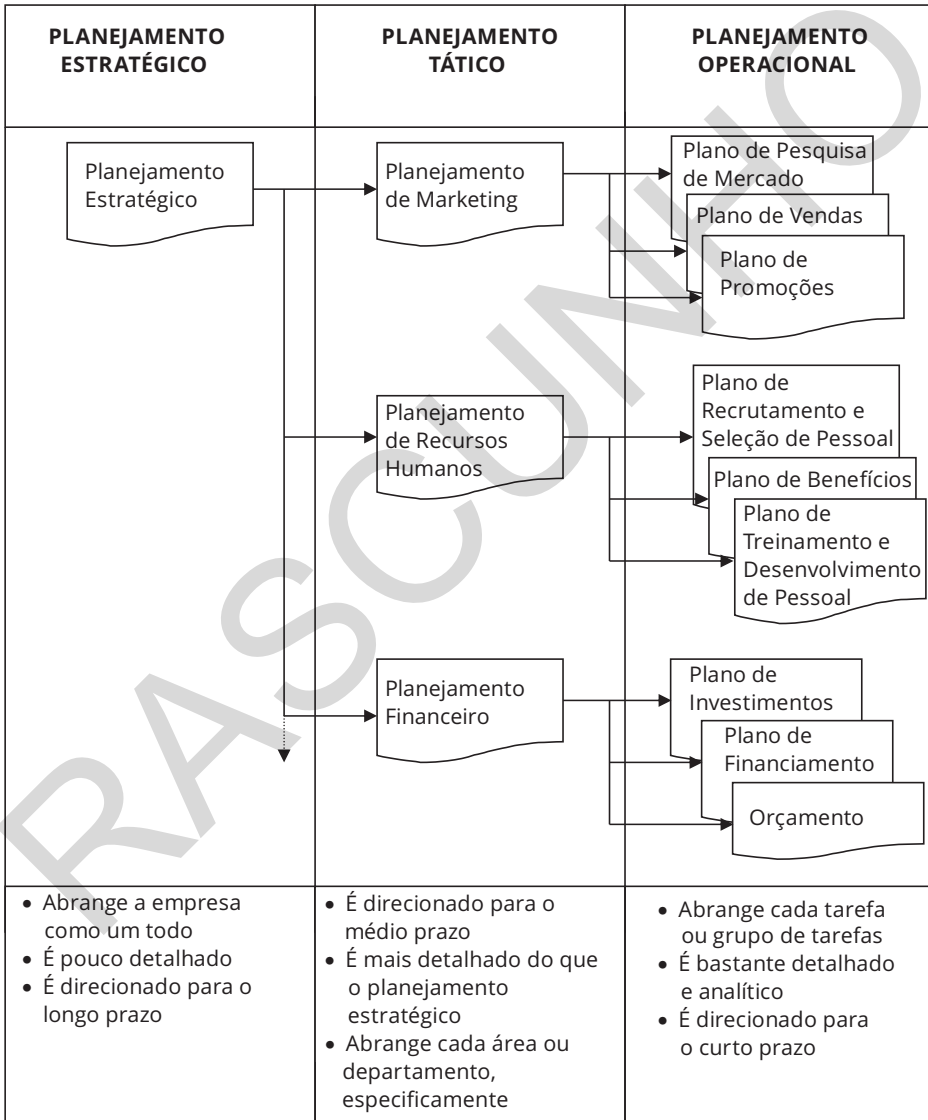 PLANEJAMENTO
ESTRATÉGICO
PLANEJAMENTO
TÁTICO
PLANEJAMENTO
OPERACIONAL
Planejamento
Estratégico
Planejamento
de Marketing
Plano de Pesquisa
de Mercado
Plano de Vendas
Plano de
Promoções
Planejamento
de Recursos
Humanos
Plano de
Recrutamento e
Seleção de Pessoal
Plano de Benefícios
Plano de
Treinamento e
Desenvolvimento
de Pessoal
Planejamento
Financeiro
Plano de
Investimentos
Plano de
Financiamento
Orçamento
• Abrange a empresa
como um todo
• É pouco detalhado
• É direcionado para o
longo prazo
• É direcionado para o
médio prazo
• É mais detalhado do que
o planejamento
estratégico
• Abrange cada área ou
departamento,
especificamente
• Abrange cada tarefa
ou grupo de tarefas
• É bastante detalhado
e analítico
• É direcionado para
o curto prazo
RASCUNHO